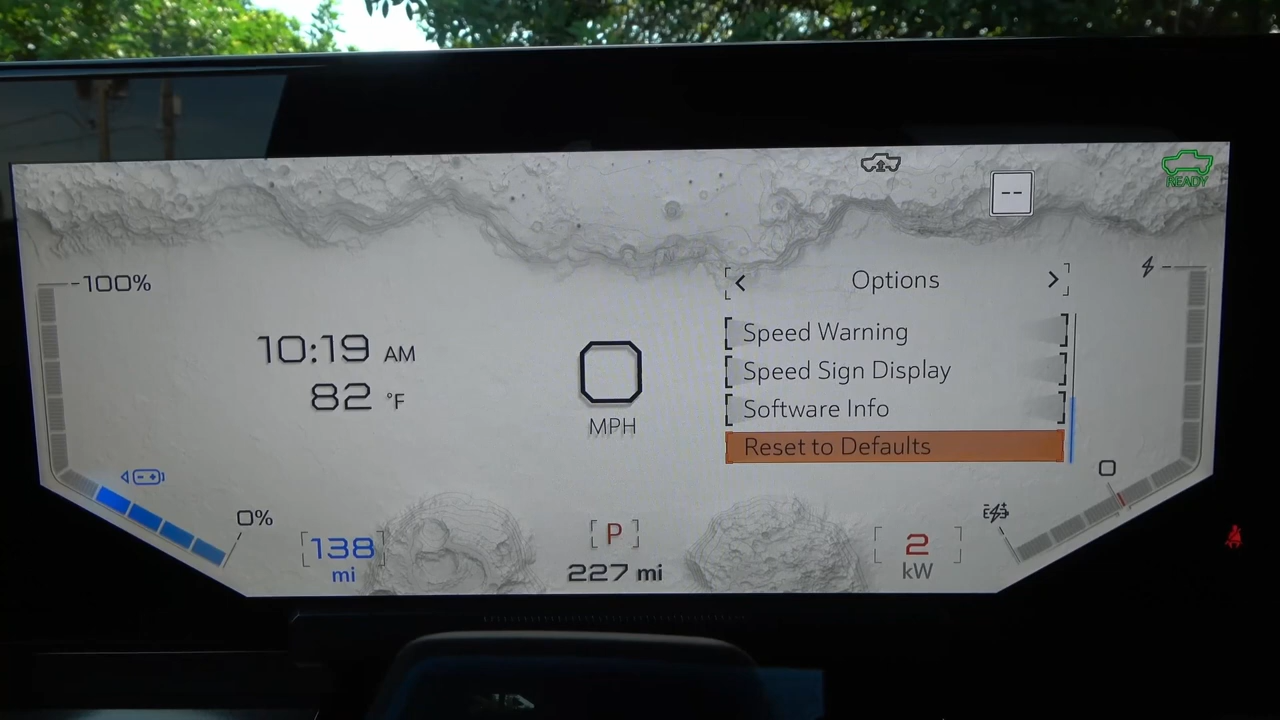 READY
--
-100%
< Options >
10:19 AM
Speed Warning
82 °F
Speed Sign Display
0
MPH
Software Info
Reset to Defaults
0
0%
138
mi
P
227 mi
2
kW